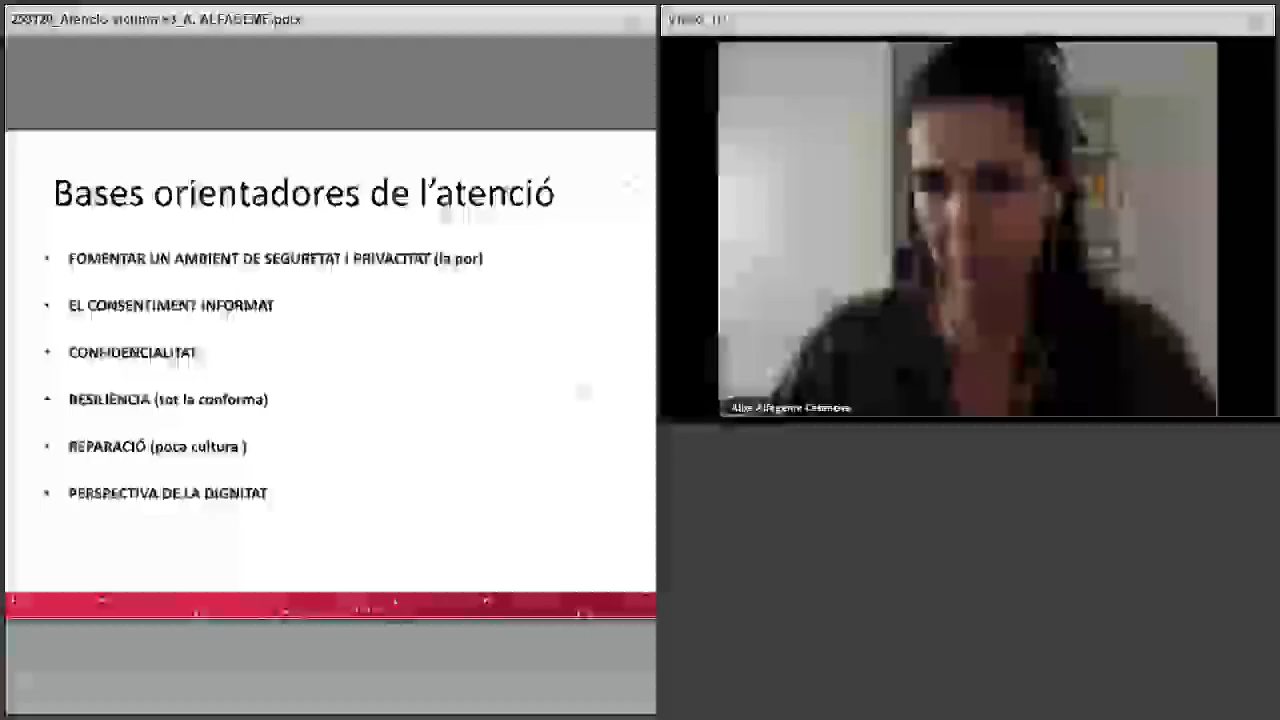 Bases orientadores de l'atenció
• FOMENTAR UN AMBIENT DE SEGURETAT I PRIVACITAT (la por)
• EL CONSENTIMENT INFORMAT
• CONFIDENCIALITAT
• RESILIÈNCIA (tot la conforma)
• REPARACIÓ (poca cultura )
• PERSPECTIVA DE LA DIGNITAT
Alfageme